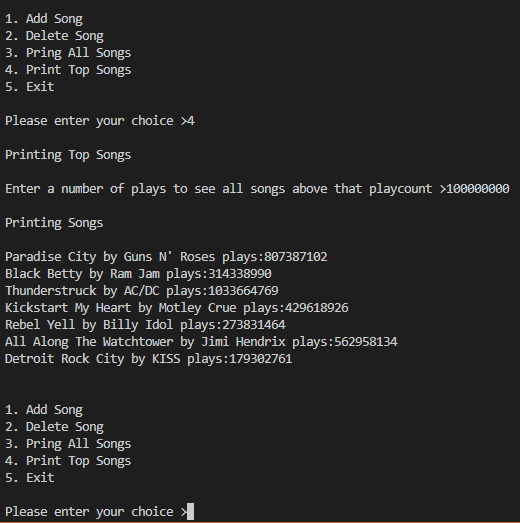 1. Add Song
2. Delete Song
3. Pring All Songs
4. Print Top Songs
5. Exit
Please enter your choice >4
Printing Top Songs
Enter a number of plays to see all songs above that playcount >100000000
Printing Songs
Paradise City by Guns N' Roses plays:807387102
Black Betty by Ram Jam plays:314338990
Thunderstruck by AC/DC plays:1033664769
Kickstart My Heart by Motley Crue plays:429618926
Rebel Yell by Billy Idol plays:273831464
All Along The Watchtower by Jimi Hendrix plays:562958134
Detroit Rock City by KISS plays:179302761
1. Add Song
2. Delete Song
3. Pring All Songs
4. Print Top Songs
5. Exit
Please enter your choice >